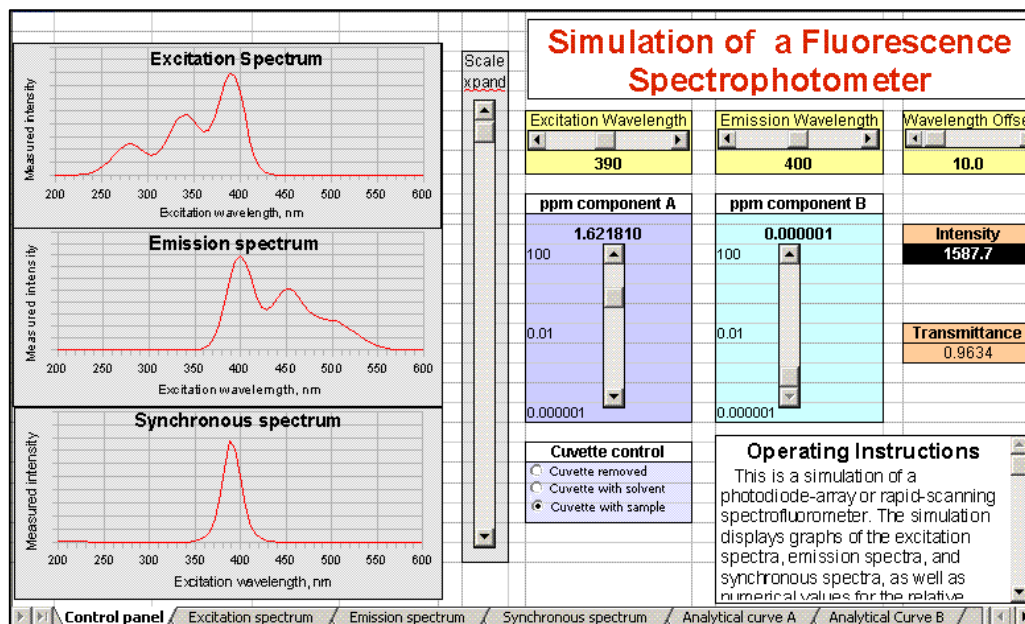 Simulation of a Fluorescence
Spectrophotometer
Excitation Spectrum
Measured intensity
200 250 300 350 400 450 500 550 600
Excitation wavelength, nm
Emission spectrum
Measured intensity
200 250 300 350 400 450 500 550 600
Excitation wavelerngth, nm
Synchronous spectrum
Measured intensity
200 250 300 350 400 450 500 550 600
Excitation wavelerngth, nm
Scale
xpand
Excitation Wavelength
390
Emission Wavelength
400
Wavelength Offse
10.0
ppm component A
1.621810
100
0.01
0.000001
ppm component B
0.000001
100
0.01
0.000001
Intensity
1587.7
Transmittance
0.9634
Cuvette control
Cuvette removed
Cuvette with solvent
Cuvette with sample
Operating Instructions
This is a simulation of a
photodiode-array or rapid-scanning
spectrofluorometer. The simulation
displays graphs of the excitation
spectra, emission spectra, and
synchronous spectra, as well as
numerical values for the relative
Control panel / Excitation spectrum / Emission spectrum / Synchronous spectrum / Analytical curve A / Analytical Curve B /